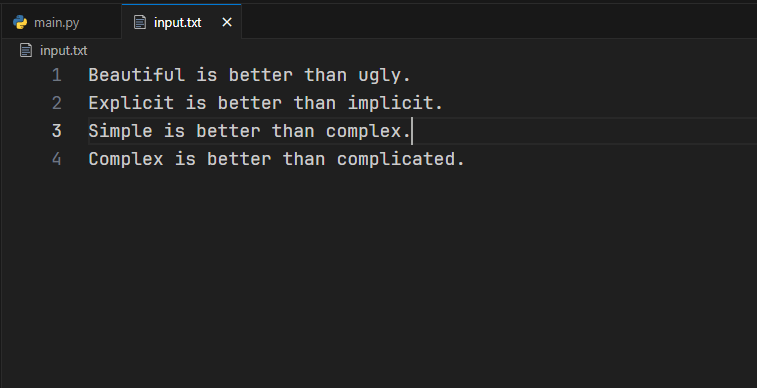 main.py input.txt
input.txt
1 Beautiful is better than ugly.
2 Explicit is better than implicit.
3 Simple is better than complex.
4 Complex is better than complicated.